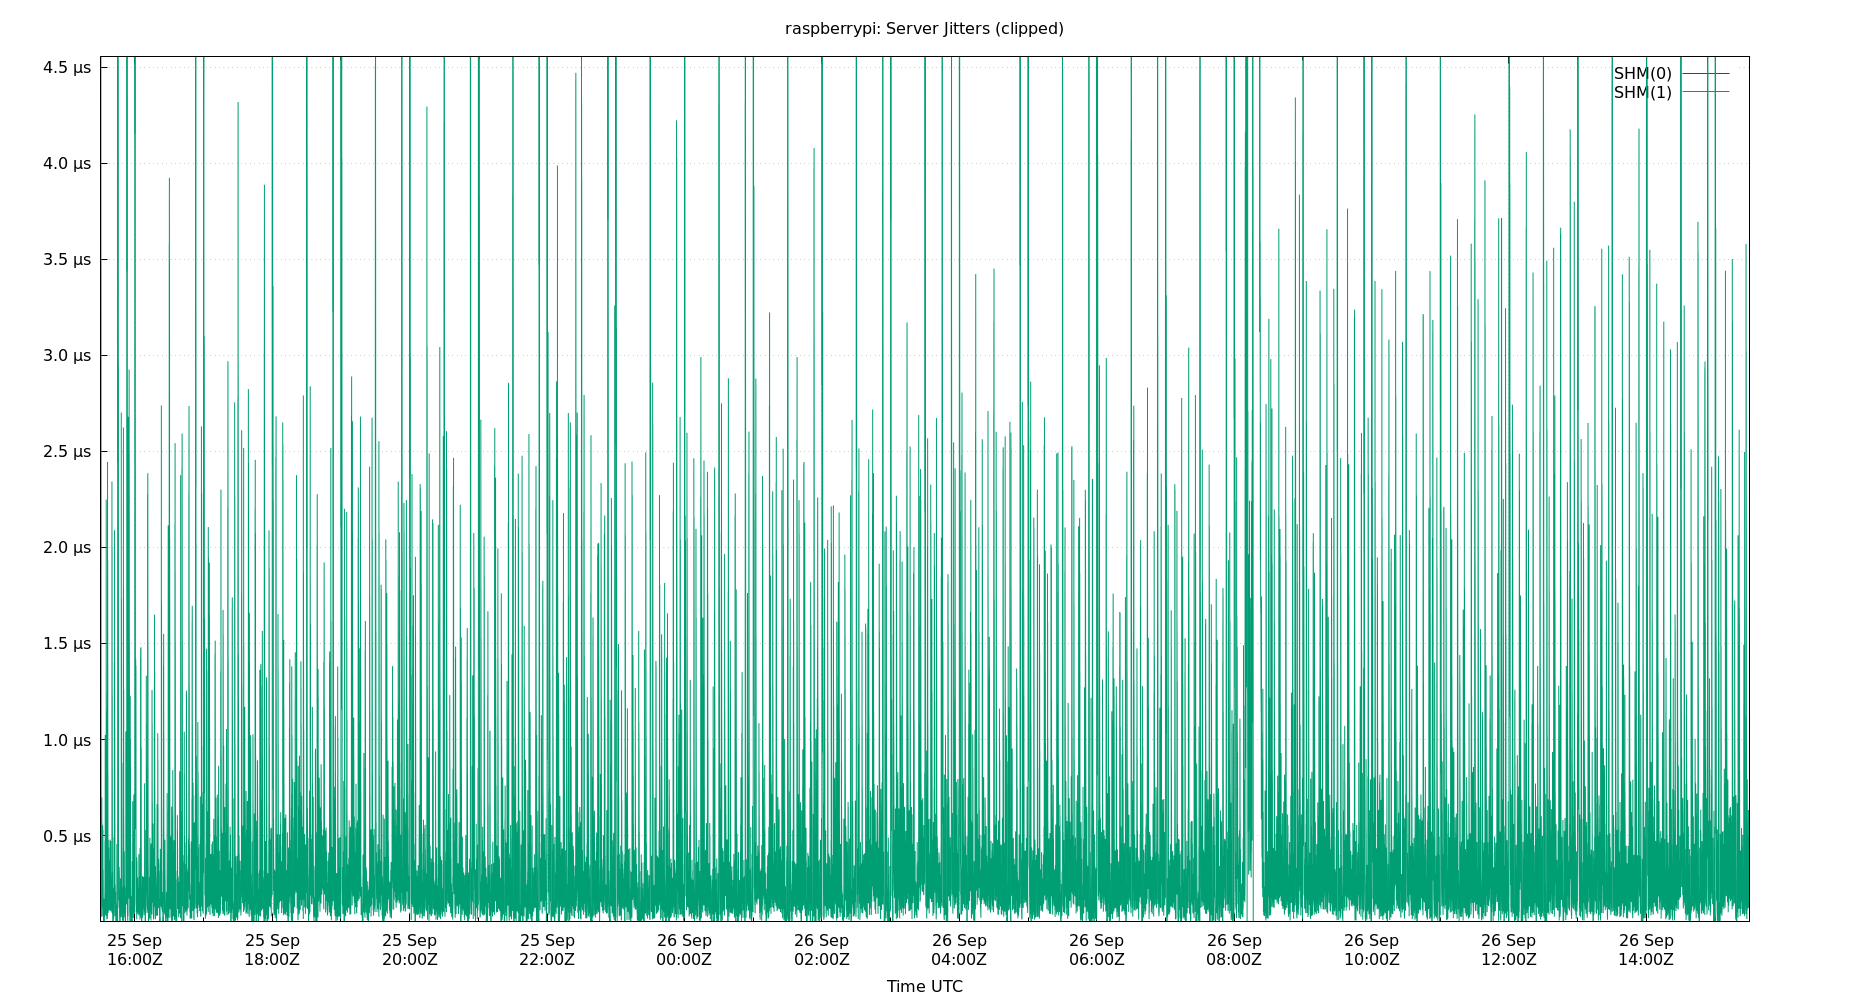 raspberrypi: Server Jitters (clipped)
4.5 µs
4.0 µs
3.5 µs
3.0 µs
2.5 µs
2.0 µs
1.5 µs
1.0 µs
0.5 µs
SHM(0)
SHM(1)
25 Sep 25 Sep 25 Sep 25 Sep 26 Sep 26 Sep 26 Sep 26 Sep 26 Sep 26 Sep 26 Sep 26 Sep
16:00Z 18:00Z 20:00Z 22:00Z 00:00Z 02:00Z 04:00Z 06:00Z 08:00Z 10:00Z 12:00Z 14:00Z
Time UTC